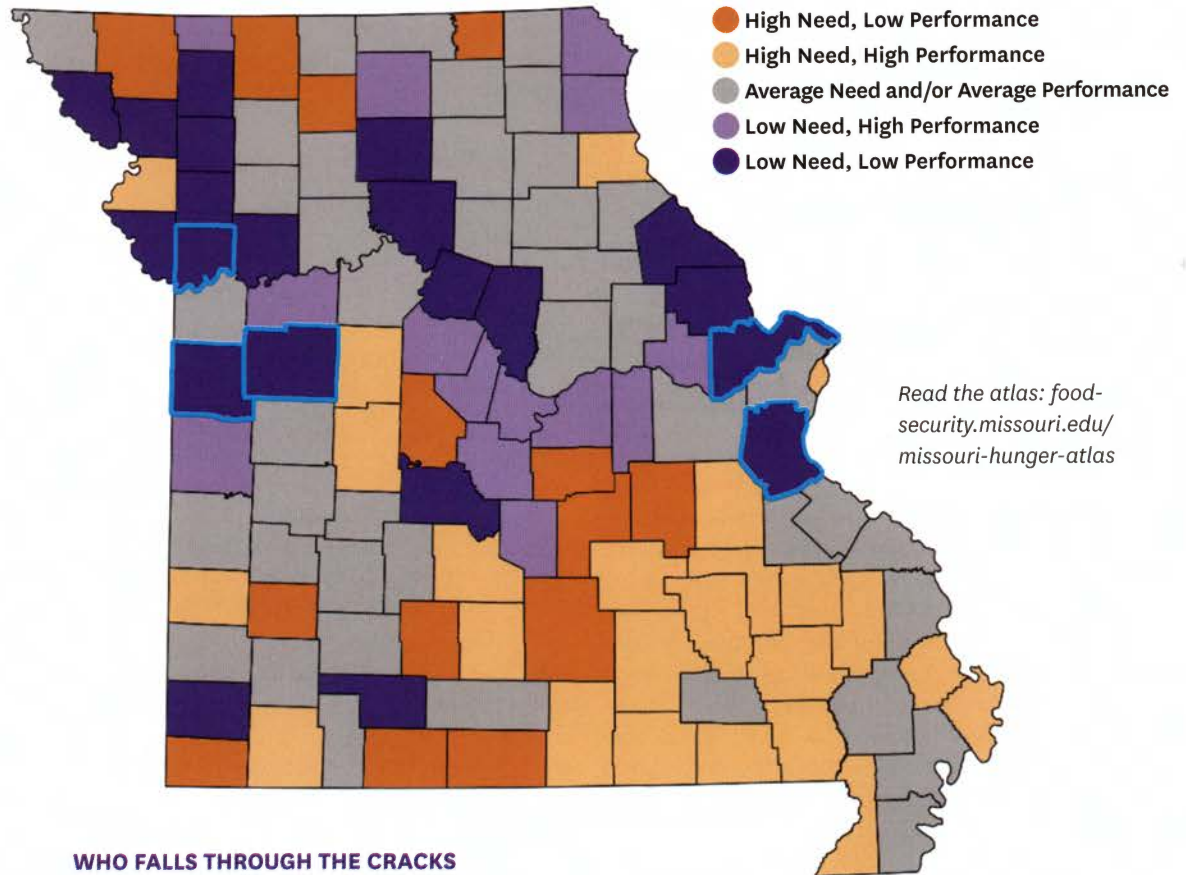 High Need, Low Performance
High Need, High Performance
Average Need and/or Average Performance
Low Need, High Performance
Low Need, Low Performance
Read the atlas: food-
security.missouri.edu/
missouri-hunger-atlas
WHO FALLS THROUGH THE CRACKS